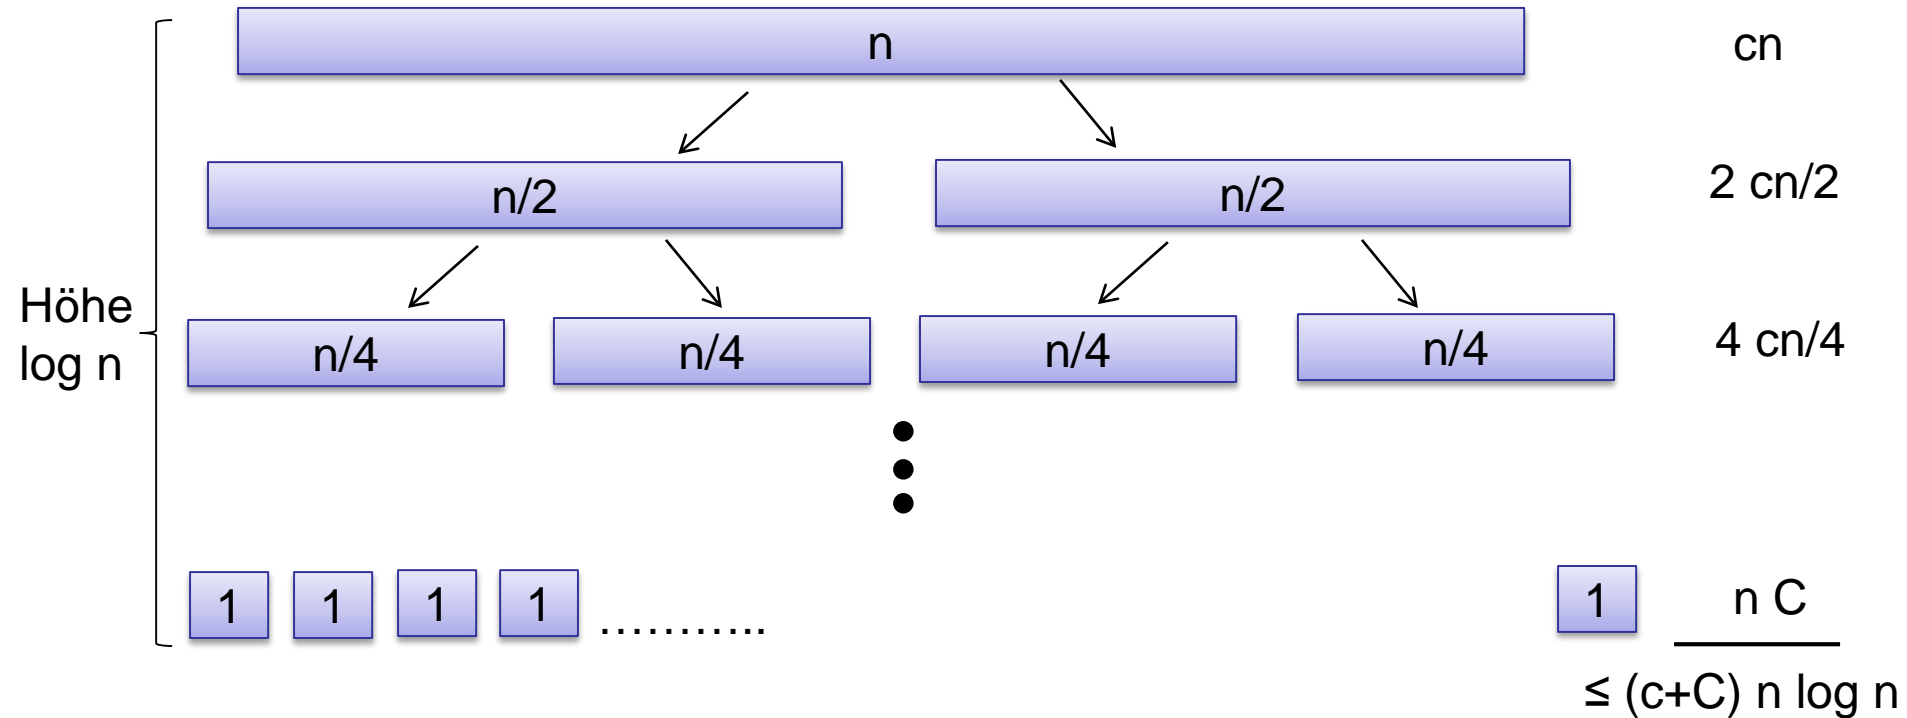 n cn
n/2 n/2 2 cn/2
Höhe
log n
n/4 n/4 n/4 n/4 4 cn/4
1 1 1 1 ........... 1 n C
≤ (c+C) n log n